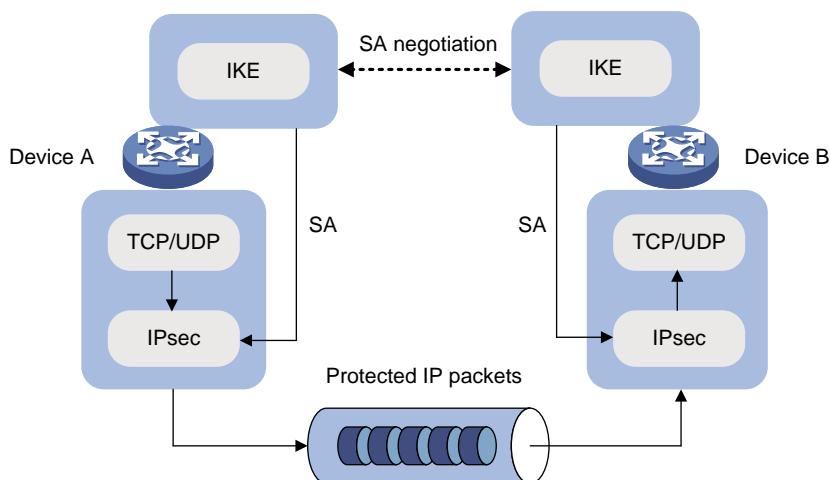 SA negotiation
IKE
IKE
Device A
Device B
TCP/UDP
SA
SA
TCP/UDP
IPsec
IPsec
Protected IP packets